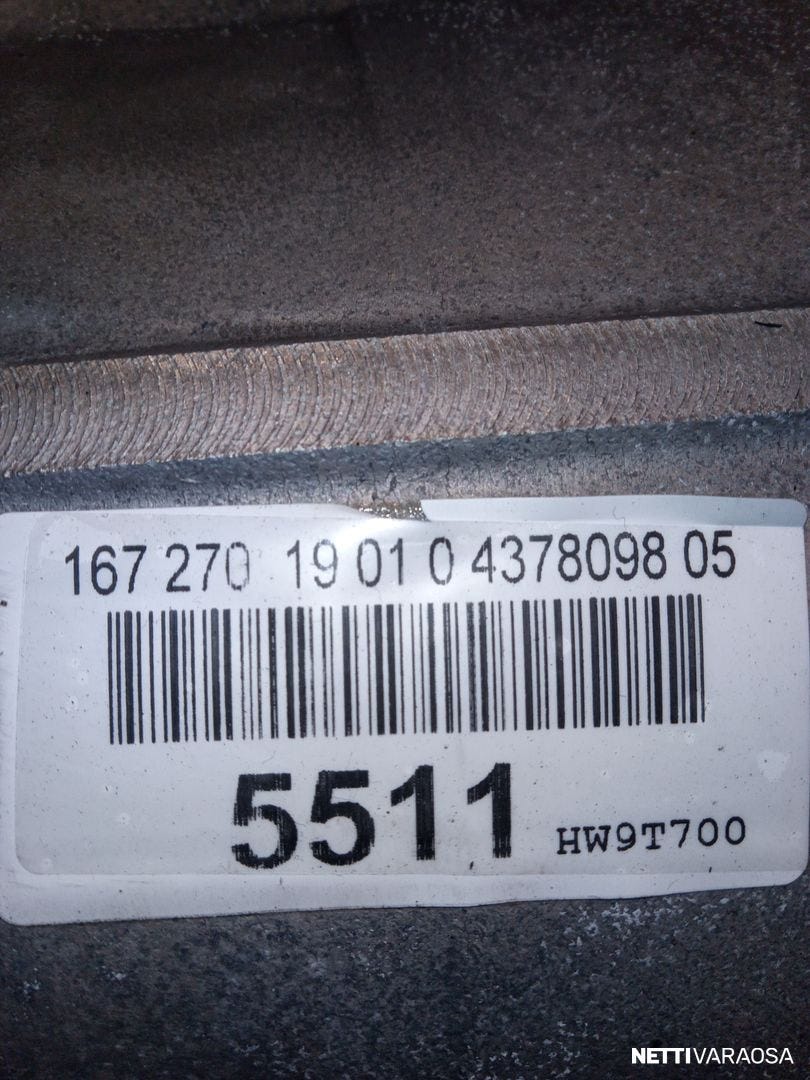 167 270 19 01 0 4378098 05
5511 HW9T700
NETTIVARAOSA